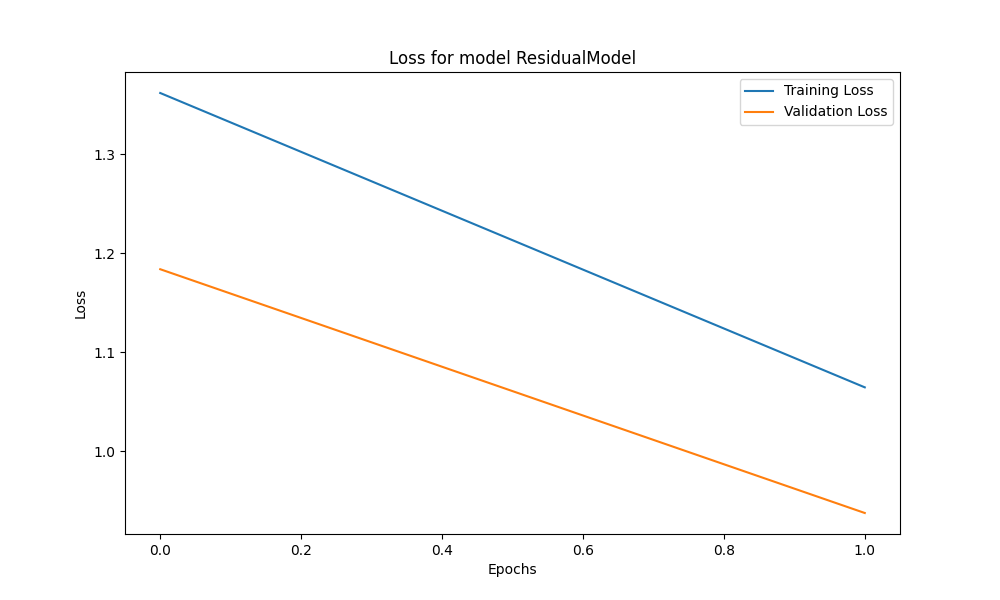 Loss for model ResidualModel
Training Loss
Validation Loss
1.3
1.2
1.1
1.0
Loss
0.0 0.2 0.4 0.6 0.8 1.0
Epochs